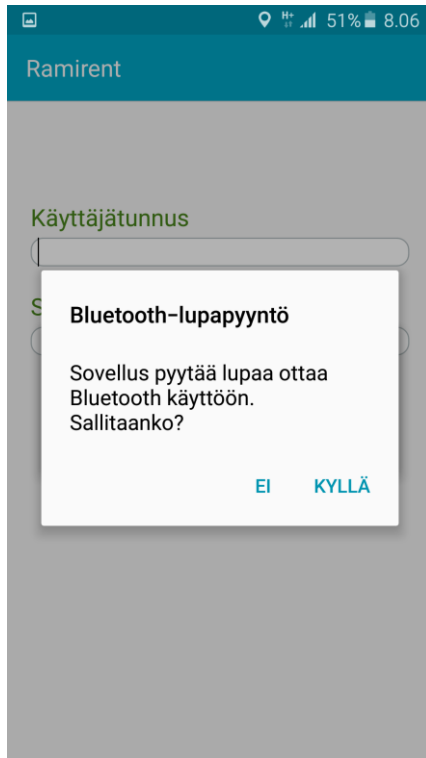 H+ 51% 8.06
Ramirent
Käyttäjätunnus
S
Bluetooth-lupapyyntö
Sovellus pyytää lupaa ottaa
Bluetooth käyttöön.
Sallitaanko?
EI KYLLÄ